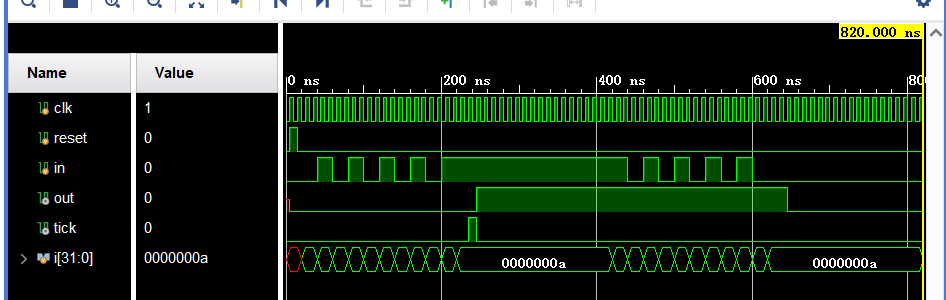 820.000 ns
Name Value
0 ns 200 ns 400 ns 600 ns 80
clk 1
reset 0
in 0
out 0
tick 0
i[31:0] 0000000a 0000000a 0000000a